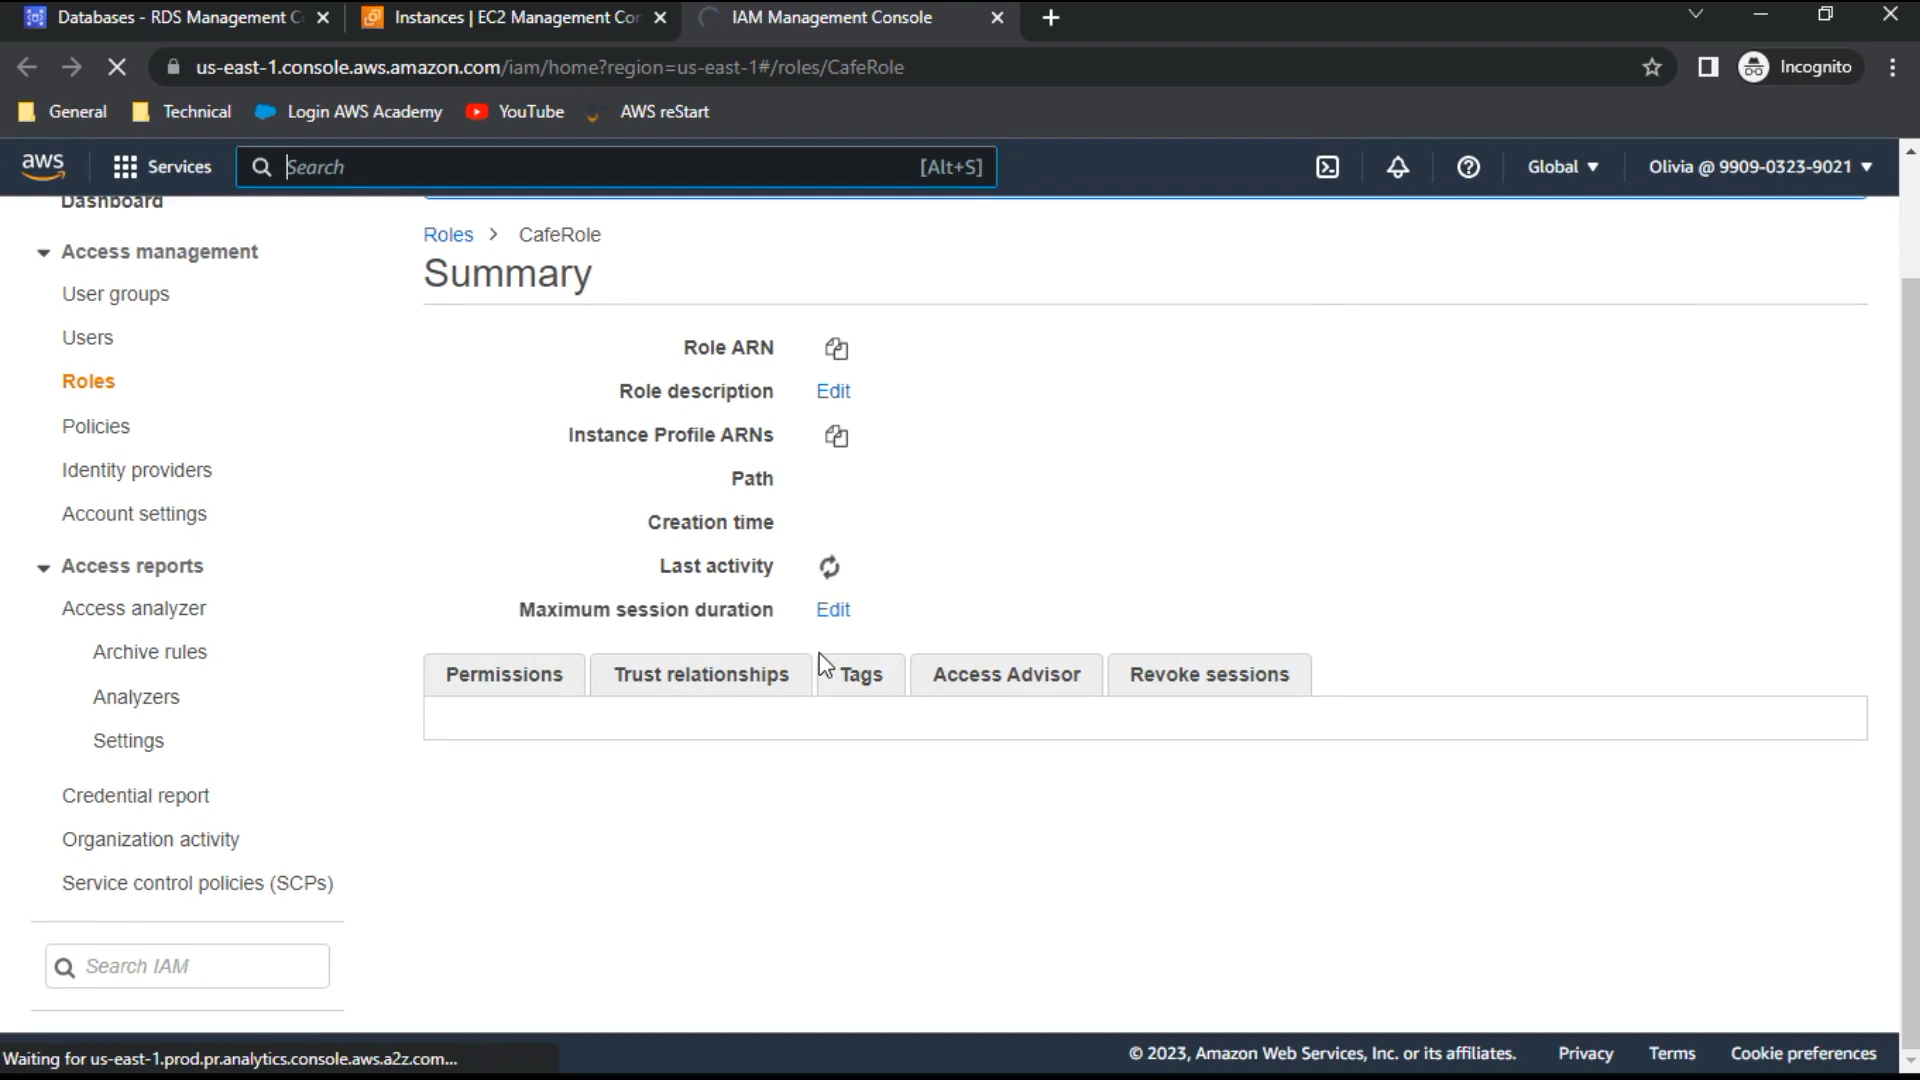 Databases - RDS Management C
Instances | EC2 Management Cor
IAM Management Console
us-east-1.console.aws.amazon.com/iam/home?region=us-east-1#/roles/CafeRole
Incognito
General
Technical
Login AWS Academy
YouTube
AWS reStart
aws
Services
Search
[Alt+S]
Global
Olivia @ 9909-0323-9021
Dashboard
Access management
User groups
Users
Roles
Policies
Identity providers
Account settings
Access reports
Access analyzer
Archive rules
Analyzers
Settings
Credential report
Organization activity
Service control policies (SCPs)
Search IAM
Roles > CafeRole
Summary
Role ARN
Role description Edit
Instance Profile ARNs
Path
Creation time
Last activity
Maximum session duration Edit
Permissions
Trust relationships
Tags
Access Advisor
Revoke sessions
Waiting for us-east-1.prod.pr.analytics.console.aws.a2z.com...
© 2023, Amazon Web Services, Inc. or its affiliates.
Privacy
Terms
Cookie preferences